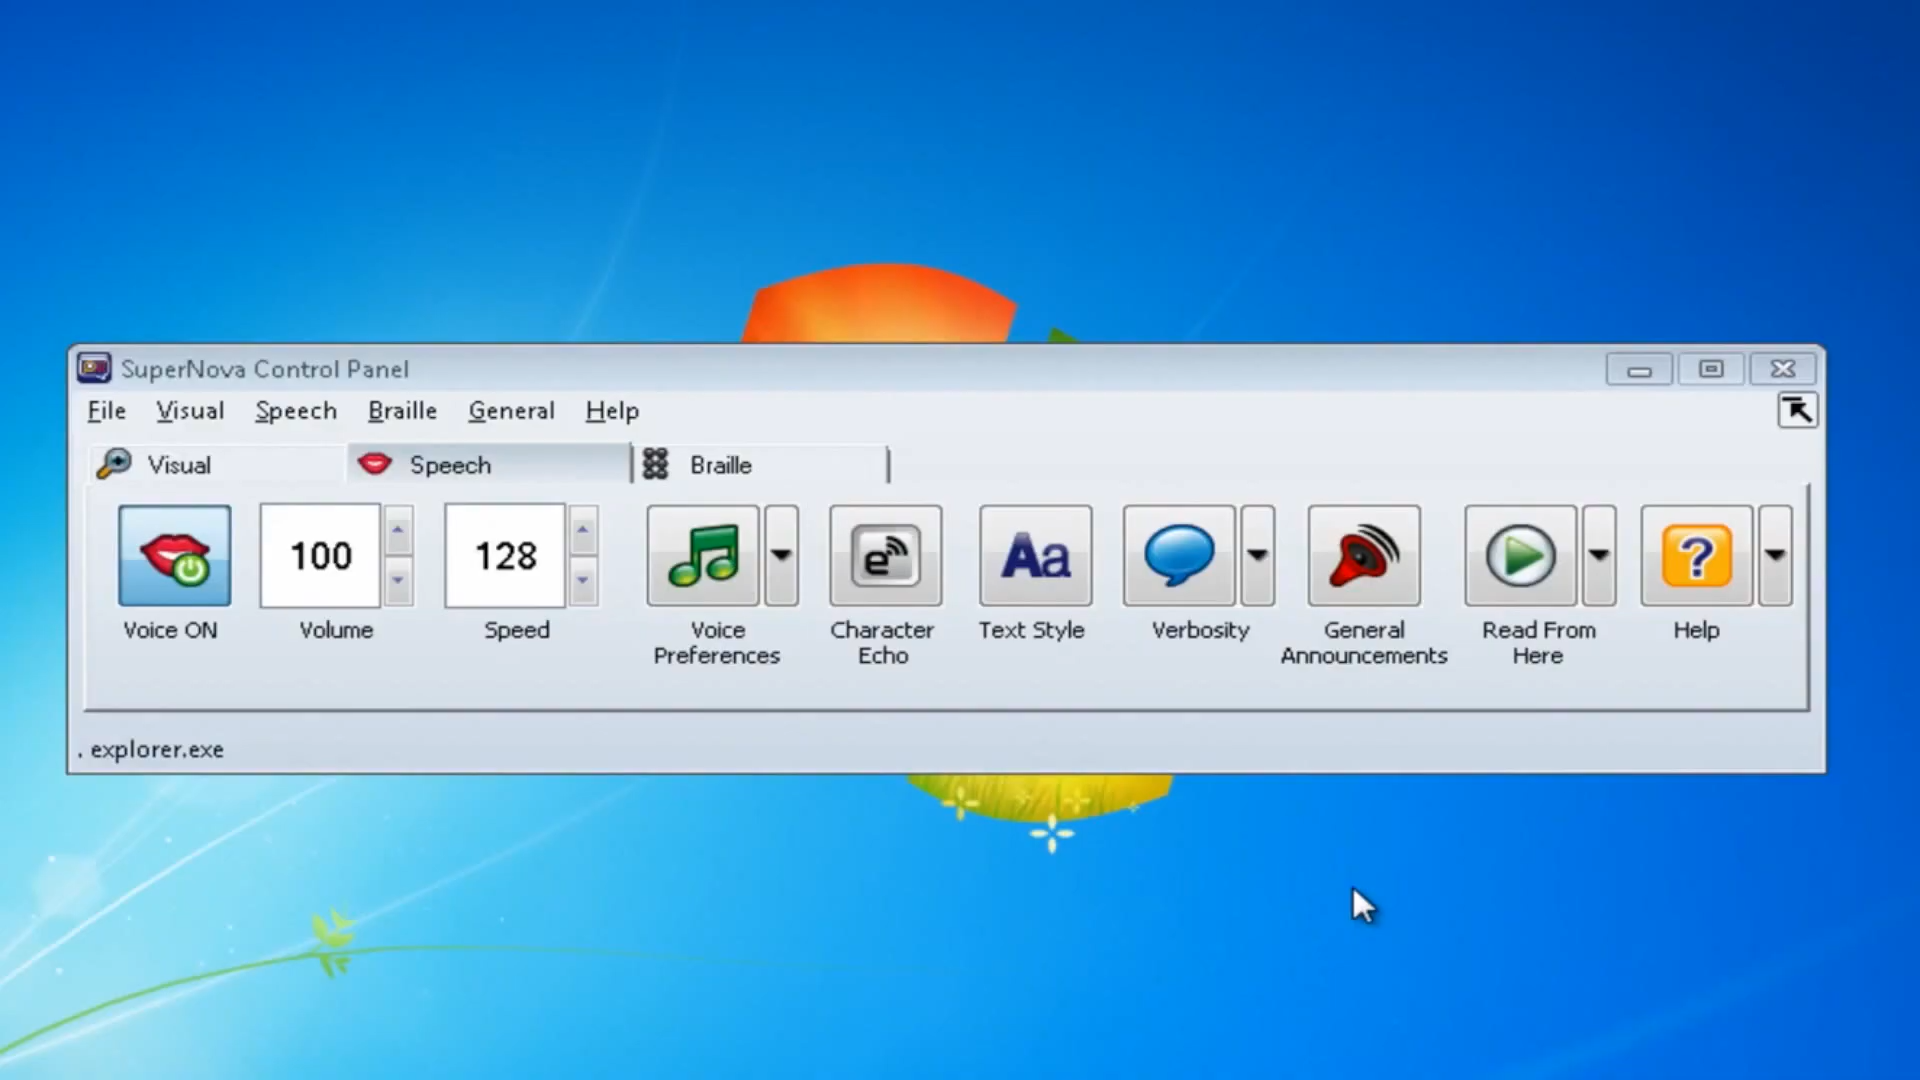 SuperNova Control Panel
File Visual Speech Braille General Help
Visual Speech Braille
100 128 e Aa ?
Voice ON Volume Speed Voice Preferences Character Echo Text Style Verbosity General Announcements Read From Here Help
. explorer.exe